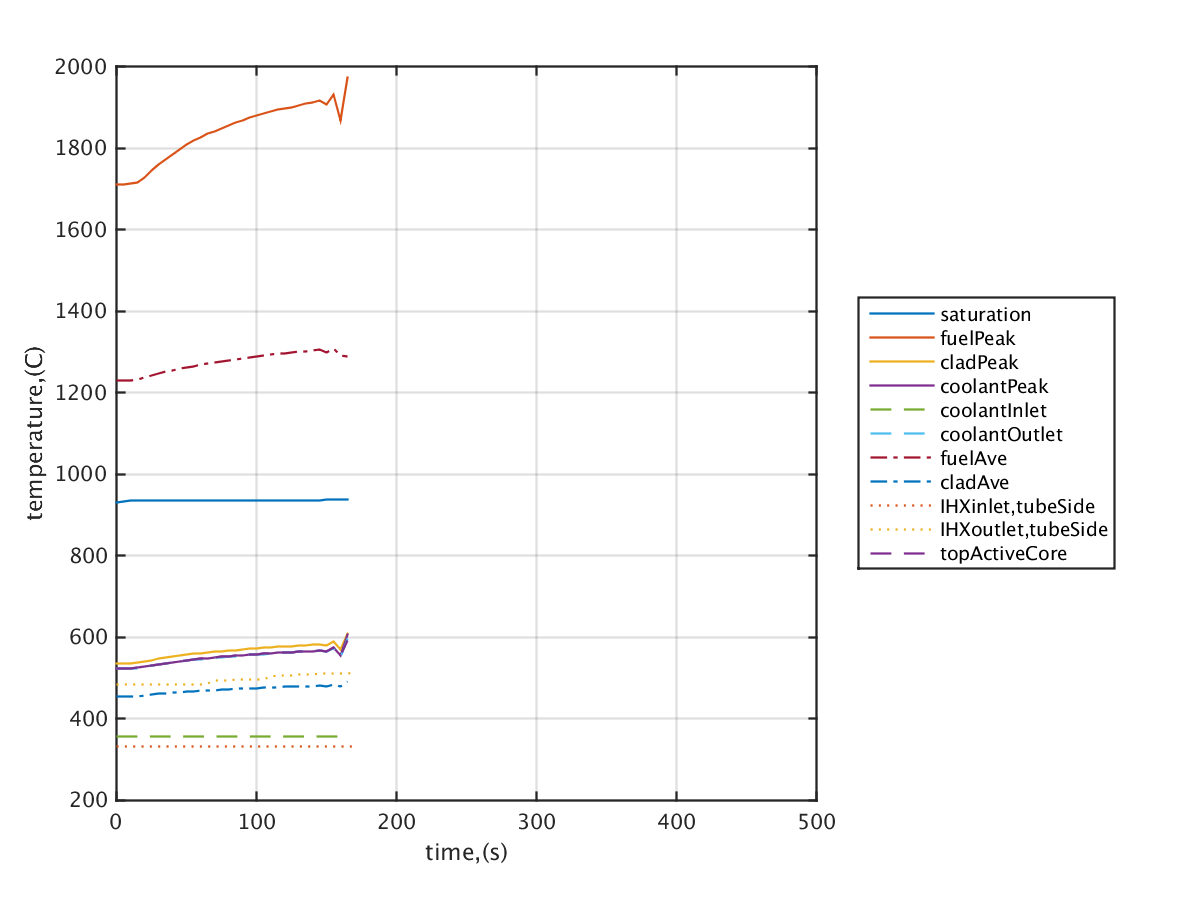 2000
1800
1600
1400
1200
1000
800
600
400
200
temperature,(C)
0 100 200 300 400 500
time,(s)
saturation
fuelPeak
cladPeak
coolantPeak
coolantInlet
coolantOutlet
fuelAve
cladAve
IHXinlet,tubeSide
IHXoutlet,tubeSide
topActiveCore